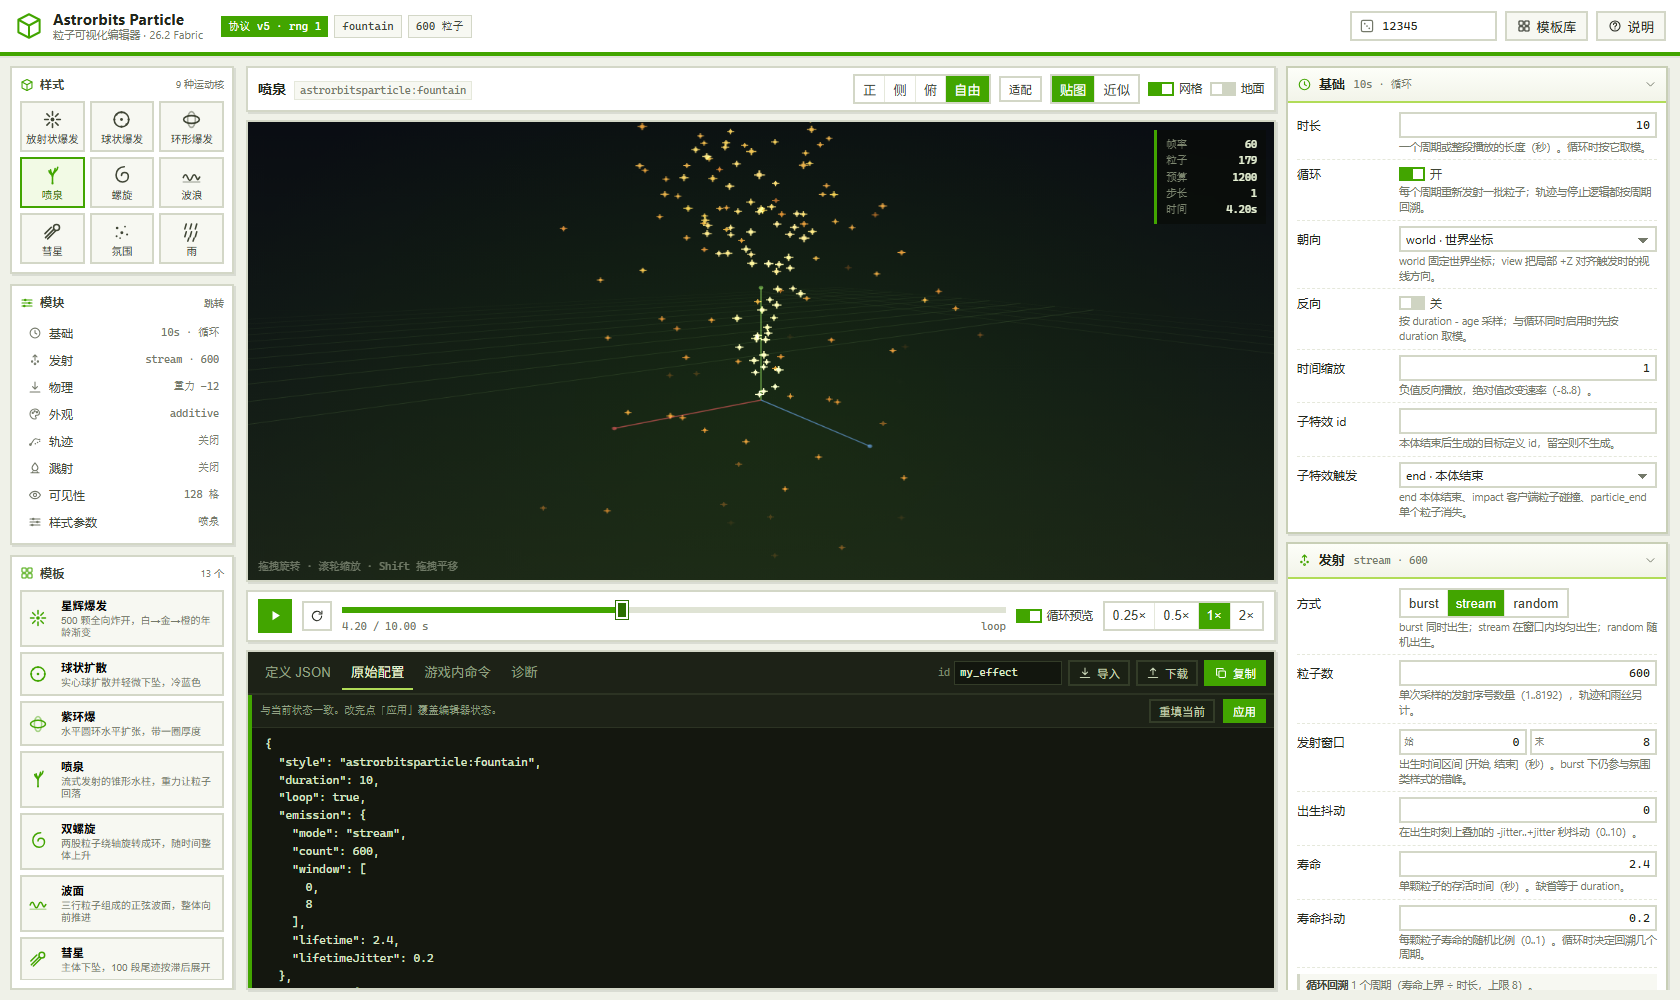 Astrorbits Particle
粒子可视化编辑器 · 26.2 Fabric
协议 v5 · rng 1
fountain
600 粒子
12345
模板库
说明
样式
9 种运动核
放射状爆发
球状爆发
环形爆发
喷泉
螺旋
波浪
彗星
氛围
雨
模块
跳转
基础
10s · 循环
发射
stream · 600
物理
重力 −12
外观
additive
轨迹
关闭
溅射
关闭
可见性
128 格
样式参数
喷泉
模板
13 个
星辉爆发
500 颗全向炸开，白→金→橙的年龄渐变
球状扩散
实心球扩散并轻微下坠，冷蓝色
紫环爆
水平圆环水平扩张，带一圈厚度
喷泉
流式发射的锥形水柱，重力让粒子回落
双螺旋
两股粒子绕轴旋转成环，随时间整体上升
波面
三行粒子组成的正弦波面，整体向前推进
彗星
主体下坠，100 段尾迹按滞后展开
喷泉
astrorbitsparticle:fountain
正
侧
俯
自由
适配
贴图
近似
网格
地面
帧率 60
粒子 179
预算 1200
步长 1
时间 4.20s
拖拽旋转 · 滚轮缩放 · Shift 拖拽平移
4.20 / 10.00 s
loop
循环预览
0.25×
0.5×
1×
2×
定义 JSON
原始配置
游戏内命令
诊断
id
my_effect
导入
下载
复制
与当前状态一致。改完点「应用」覆盖编辑器状态。
重填当前
应用
{
"style": "astrorbitsparticle:fountain",
"duration": 10,
"loop": true,
"emission": {
"mode": "stream",
"count": 600,
"window": [
0,
8
],
"lifetime": 2.4,
"lifetimeJitter": 0.2
},
基础
10s · 循环
时长
10
一个周期或整段播放的长度（秒）。循环时按它取模。
循环
开
每个周期重新发射一批粒子；轨迹与停止逻辑都按周期回溯。
朝向
world · 世界坐标
world 固定世界坐标；view 把局部 +Z 对齐触发时的视线方向。
反向
关
按 duration - age 采样；与循环同时启用时先按 duration 取模。
时间缩放
1
负值反向播放，绝对值改变速率（-8..8）。
子特效 id
本体结束后生成的目标定义 id，留空则不生成。
子特效触发
end · 本体结束
end 本体结束、impact 客户端粒子碰撞、particle_end 单个粒子消失。
发射
stream · 600
方式
burst
stream
random
burst 同时出生；stream 在窗口内均匀出生；random 随机出生。
粒子数
600
单次采样的发射序号数量（1..8192），轨迹和雨丝另计。
发射窗口
始 0
末 8
出生时间区间 [开始, 结束]（秒）。burst 下仍参与氛围类样式的错峰。
出生抖动
0
在出生时刻上叠加的 -jitter..+jitter 秒抖动（0..10）。
寿命
2.4
单颗粒子的存活时间（秒）。缺省等于 duration。
寿命抖动
0.2
每颗粒子寿命的随机比例（0..1）。循环时决定回溯几个周期。
循环回溯 1 个周期（寿命上界 ÷ 时长，上限 8）。